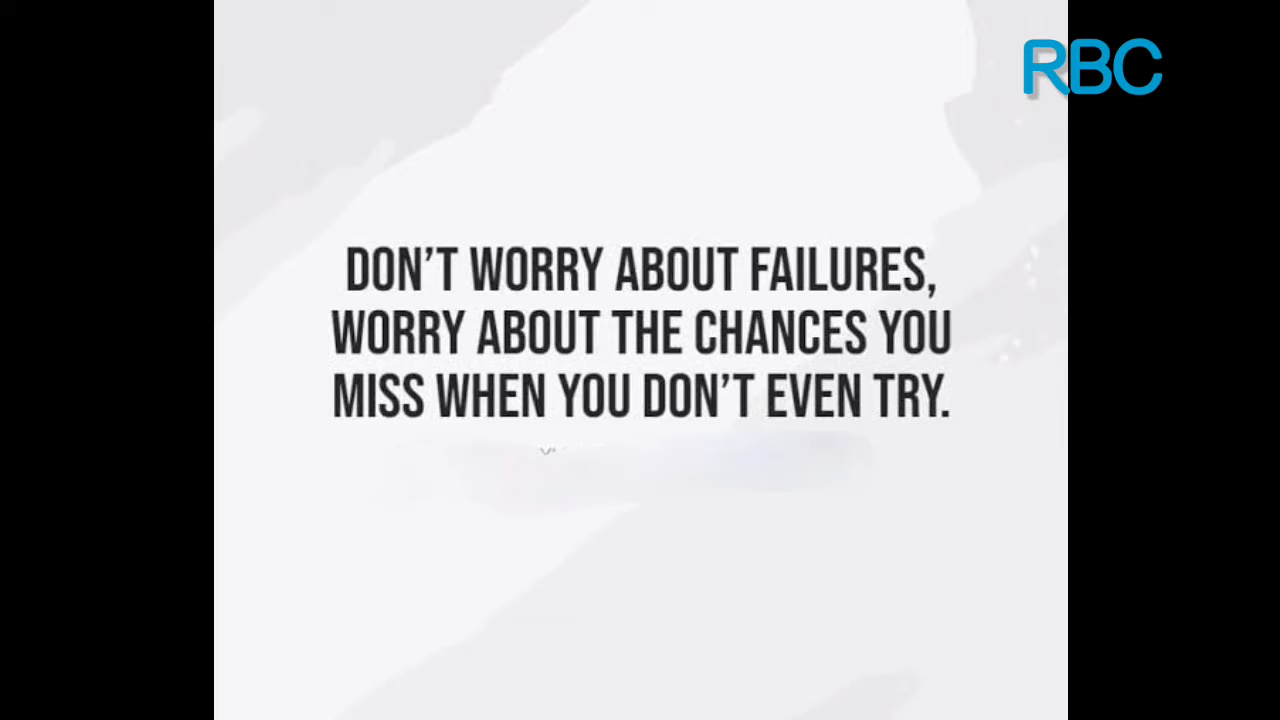 RBC
DON'T WORRY ABOUT FAILURES,
WORRY ABOUT THE CHANCES YOU
MISS WHEN YOU DON'T EVEN TRY.